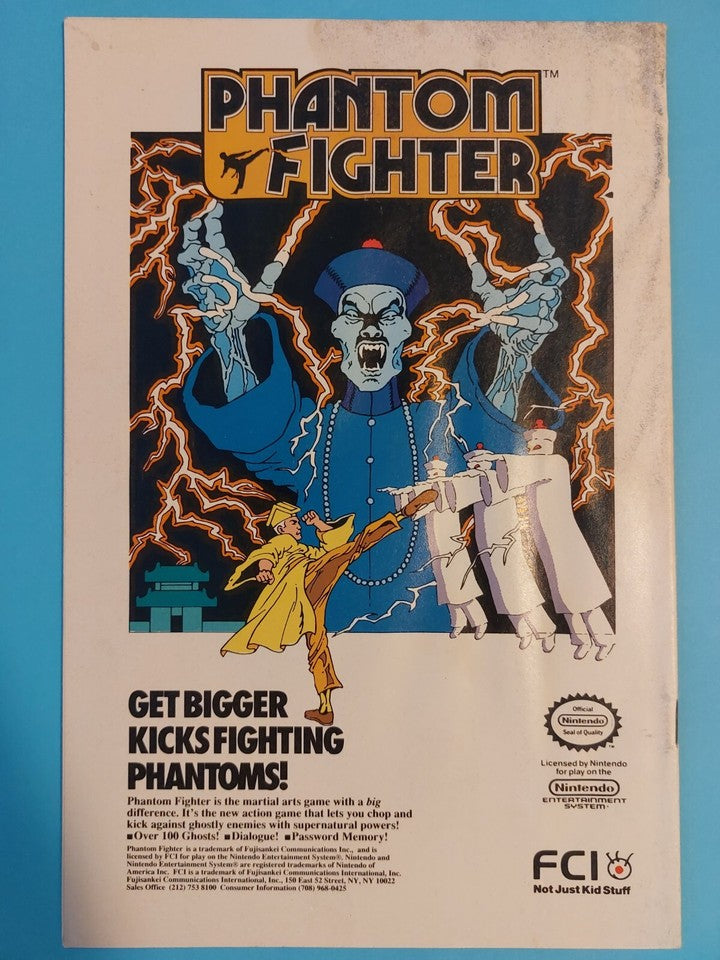 PHANTOM™
FIGHTER
GET BIGGER
KICKS FIGHTING
PHANTOMS!
Phantom Fighter is the martial arts game with a big
difference. It's the new action game that lets you chop and
kick against ghostly enemies with supernatural powers!
■Over 100 Ghosts! ■Dialogue! ■Password Memory!
Phantom Fighter is a trademark of Fujisankei Communications Inc., and is
licensed by FCI for play on the Nintendo Entertainment System®. Nintendo and
Nintendo Entertainment System® are registered trademarks of Nintendo of
America Inc. FCI is a trademark of Fujisankei Communications International, Inc.
Fujisankei Communications International, Inc., 150 East 52 Street, NY, NY 10022
Sales Office (212) 753 8100 Consumer Information (708) 968-0425
Official
Nintendo
Seal of Quality
™
Licensed by Nintendo
for play on the
Nintendo
ENTERTAINMENT
SYSTEM®
FCI
Not Just Kid Stuff